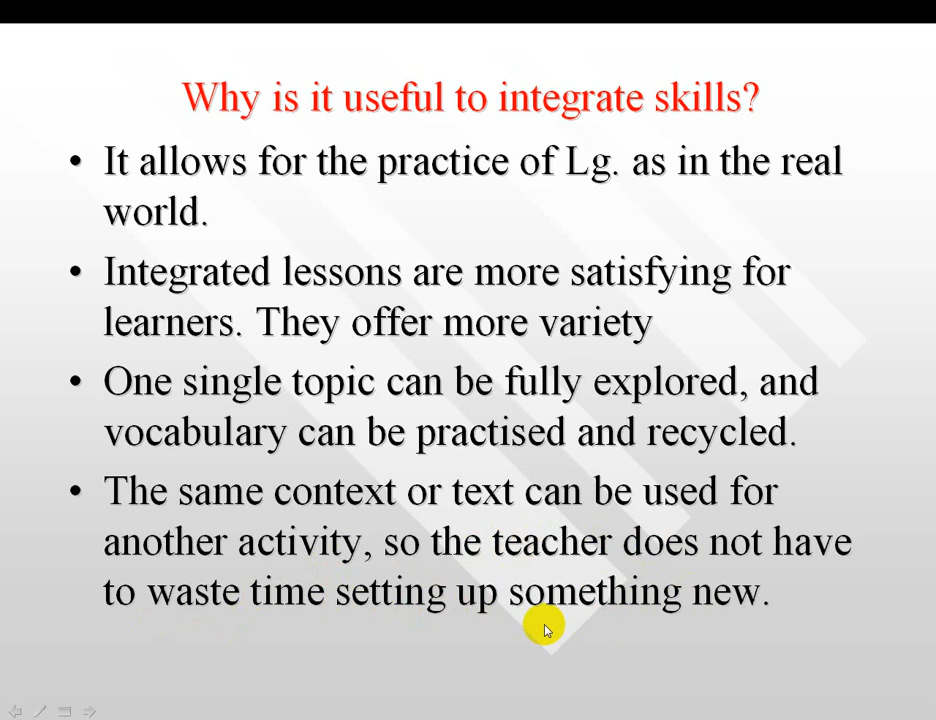 Why is it useful to integrate skills?
• It allows for the practice of Lg. as in the real
world.
• Integrated lessons are more satisfying for
learners. They offer more variety
• One single topic can be fully explored, and
vocabulary can be practised and recycled.
• The same context or text can be used for
another activity, so the teacher does not have
to waste time setting up something new.